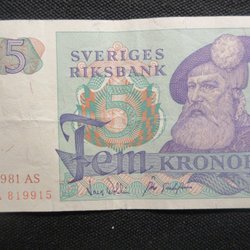 5
SVERIGES
RIKSBANK
5
Fem KRONOR
1981 AS
A 819915